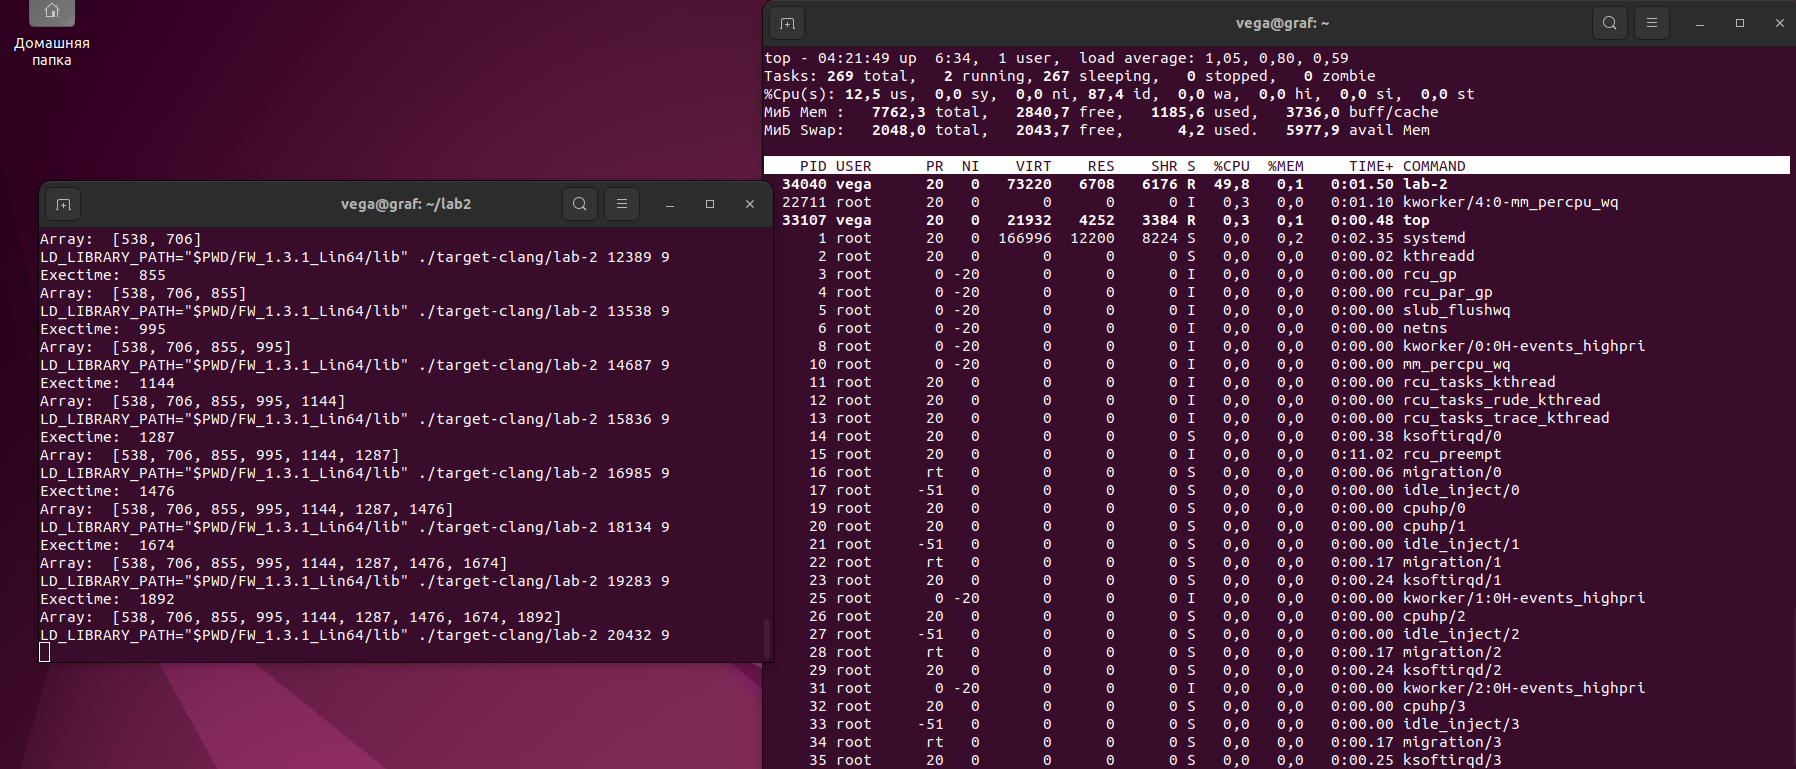 Домашняя
папка
vega@graf: ~/lab2
Array:  [538, 706]
LD_LIBRARY_PATH="$PWD/FW_1.3.1_Lin64/lib" ./target-clang/lab-2 12389 9
Exectime:  855
Array:  [538, 706, 855]
LD_LIBRARY_PATH="$PWD/FW_1.3.1_Lin64/lib" ./target-clang/lab-2 13538 9
Exectime:  995
Array:  [538, 706, 855, 995]
LD_LIBRARY_PATH="$PWD/FW_1.3.1_Lin64/lib" ./target-clang/lab-2 14687 9
Exectime:  1144
Array:  [538, 706, 855, 995, 1144]
LD_LIBRARY_PATH="$PWD/FW_1.3.1_Lin64/lib" ./target-clang/lab-2 15836 9
Exectime:  1287
Array:  [538, 706, 855, 995, 1144, 1287]
LD_LIBRARY_PATH="$PWD/FW_1.3.1_Lin64/lib" ./target-clang/lab-2 16985 9
Exectime:  1476
Array:  [538, 706, 855, 995, 1144, 1287, 1476]
LD_LIBRARY_PATH="$PWD/FW_1.3.1_Lin64/lib" ./target-clang/lab-2 18134 9
Exectime:  1674
Array:  [538, 706, 855, 995, 1144, 1287, 1476, 1674]
LD_LIBRARY_PATH="$PWD/FW_1.3.1_Lin64/lib" ./target-clang/lab-2 19283 9
Exectime:  1892
Array:  [538, 706, 855, 995, 1144, 1287, 1476, 1674, 1892]
LD_LIBRARY_PATH="$PWD/FW_1.3.1_Lin64/lib" ./target-clang/lab-2 20432 9
vega@graf: ~
top - 04:21:49 up  6:34,  1 user,  load average: 1,05, 0,80, 0,59
Tasks: 269 total,   2 running, 267 sleeping,   0 stopped,   0 zombie
%Cpu(s): 12,5 us,  0,0 sy,  0,0 ni, 87,4 id,  0,0 wa,  0,0 hi,  0,0 si,  0,0 st
МиБ Mem :   7762,3 total,   2840,7 free,   1185,6 used,   3736,0 buff/cache
МиБ Swap:   2048,0 total,   2043,7 free,      4,2 used.   5977,9 avail Mem
PID USER      PR  NI    VIRT    RES    SHR S  %CPU  %MEM     TIME+ COMMAND
34040 vega      20   0   73220   6708   6176 R  49,8   0,1   0:01.50 lab-2
22711 root      20   0       0      0      0 I   0,3   0,0   0:01.10 kworker/4:0-mm_percpu_wq
33107 vega      20   0   21932   4252   3384 R   0,3   0,1   0:00.48 top
1 root      20   0  166996  12200   8224 S   0,0   0,2   0:02.35 systemd
2 root      20   0       0      0      0 S   0,0   0,0   0:00.02 kthreadd
3 root       0 -20       0      0      0 I   0,0   0,0   0:00.00 rcu_gp
4 root       0 -20       0      0      0 I   0,0   0,0   0:00.00 rcu_par_gp
5 root       0 -20       0      0      0 I   0,0   0,0   0:00.00 slub_flushwq
6 root       0 -20       0      0      0 I   0,0   0,0   0:00.00 netns
8 root       0 -20       0      0      0 I   0,0   0,0   0:00.00 kworker/0:0H-events_highpri
10 root       0 -20       0      0      0 I   0,0   0,0   0:00.00 mm_percpu_wq
11 root      20   0       0      0      0 I   0,0   0,0   0:00.00 rcu_tasks_kthread
12 root      20   0       0      0      0 I   0,0   0,0   0:00.00 rcu_tasks_rude_kthread
13 root      20   0       0      0      0 I   0,0   0,0   0:00.00 rcu_tasks_trace_kthread
14 root      20   0       0      0      0 S   0,0   0,0   0:00.38 ksoftirqd/0
15 root      20   0       0      0      0 I   0,0   0,0   0:11.02 rcu_preempt
16 root      rt   0       0      0      0 S   0,0   0,0   0:00.06 migration/0
17 root     -51   0       0      0      0 S   0,0   0,0   0:00.00 idle_inject/0
19 root      20   0       0      0      0 S   0,0   0,0   0:00.00 cpuhp/0
20 root      20   0       0      0      0 S   0,0   0,0   0:00.00 cpuhp/1
21 root     -51   0       0      0      0 S   0,0   0,0   0:00.00 idle_inject/1
22 root      rt   0       0      0      0 S   0,0   0,0   0:00.17 migration/1
23 root      20   0       0      0      0 S   0,0   0,0   0:00.24 ksoftirqd/1
25 root       0 -20       0      0      0 I   0,0   0,0   0:00.00 kworker/1:0H-events_highpri
26 root      20   0       0      0      0 S   0,0   0,0   0:00.00 cpuhp/2
27 root     -51   0       0      0      0 S   0,0   0,0   0:00.00 idle_inject/2
28 root      rt   0       0      0      0 S   0,0   0,0   0:00.17 migration/2
29 root      20   0       0      0      0 S   0,0   0,0   0:00.24 ksoftirqd/2
31 root       0 -20       0      0      0 I   0,0   0,0   0:00.00 kworker/2:0H-events_highpri
32 root      20   0       0      0      0 S   0,0   0,0   0:00.00 cpuhp/3
33 root     -51   0       0      0      0 S   0,0   0,0   0:00.00 idle_inject/3
34 root      rt   0       0      0      0 S   0,0   0,0   0:00.17 migration/3
35 root      20   0       0      0      0 S   0,0   0,0   0:00.25 ksoftirqd/3